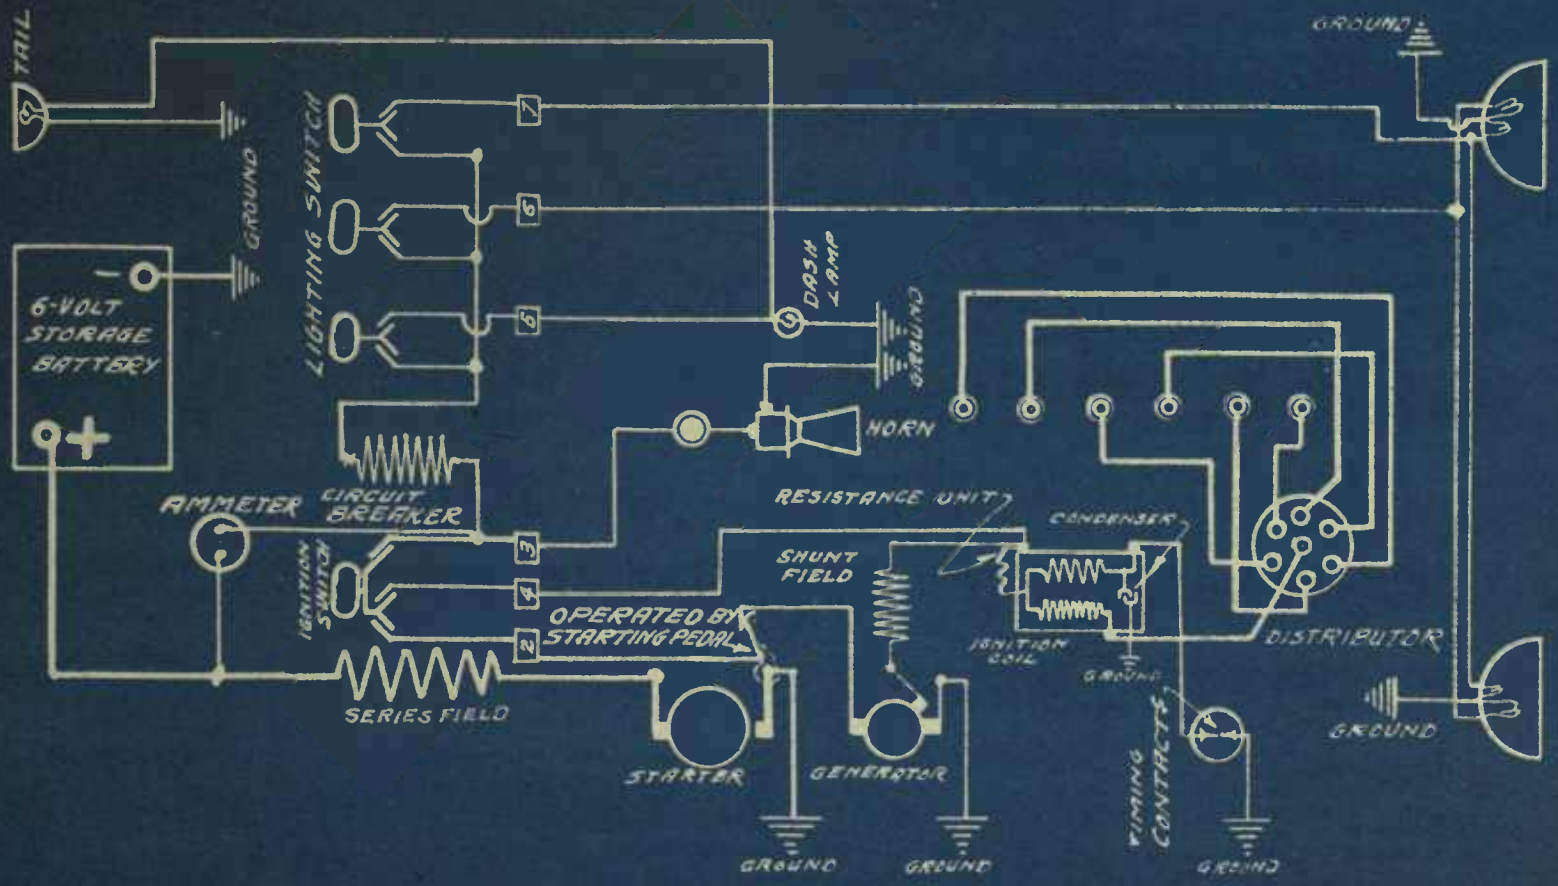 TAIL
GROUND
LIGHTING SWITCH
7
6
5
GROUND
6-VOLT
STORAGE
BATTERY
-
+
DASH
LAMP
GROUND
HORN
AMMETER
CIRCUIT
BREAKER
IGNITION
SWITCH
3
4
2
RESISTANCE UNIT
CONDENSER
SHUNT
FIELD
OPERATED BY
STARTING PEDAL
IGNITION
COIL
GROUND
DISTRIBUTOR
SERIES FIELD
STARTER
GENERATOR
TIMING
CONTACTS
GROUND
GROUND
GROUND
GROUND